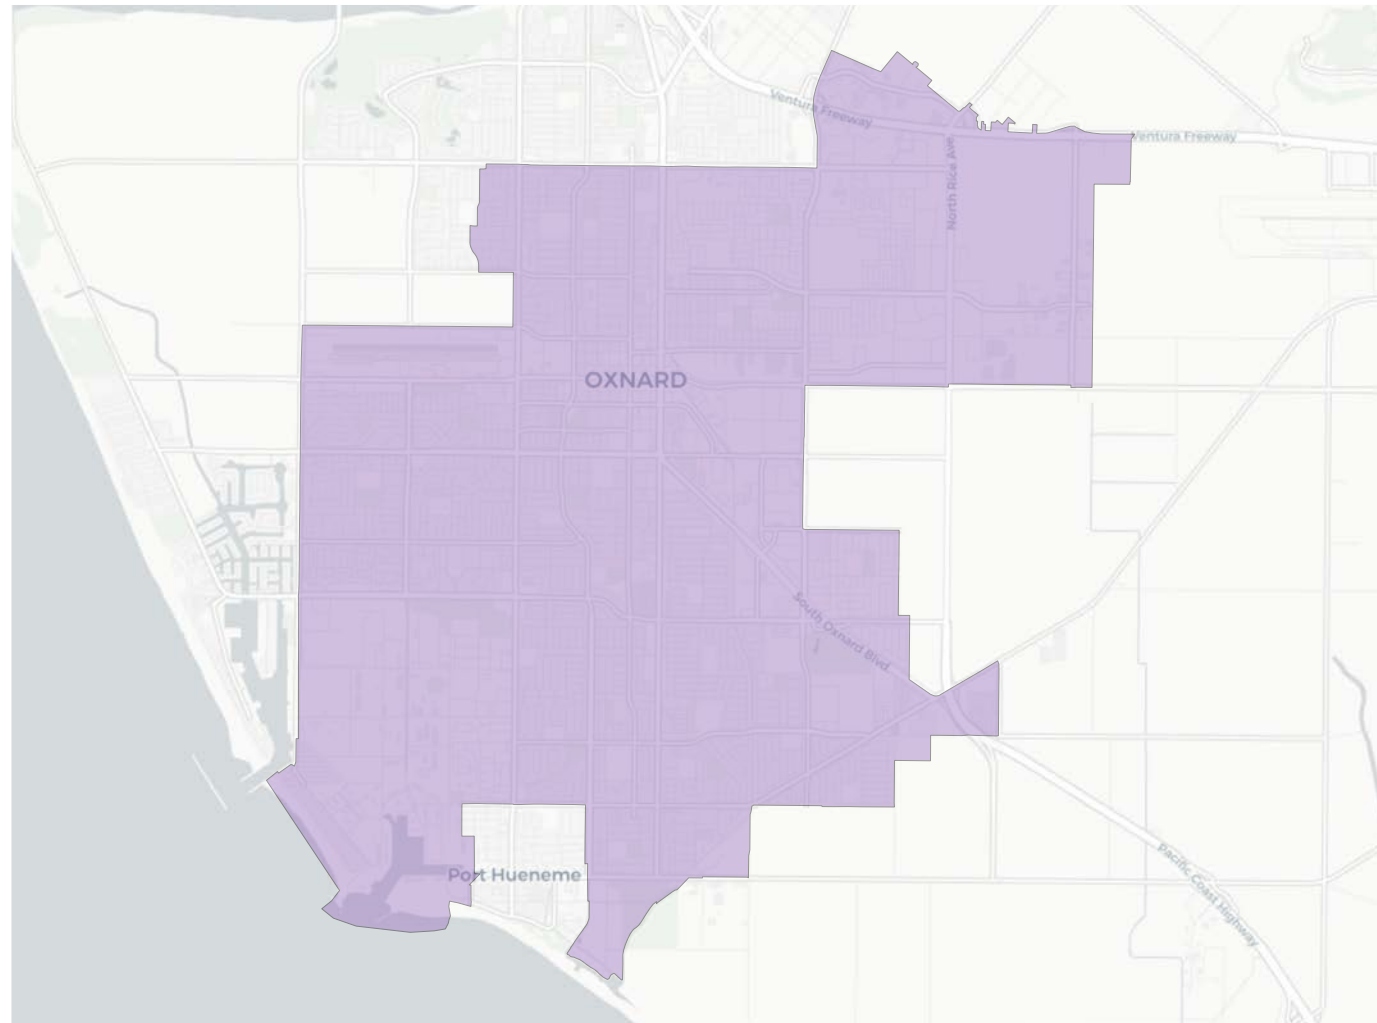 Ventura Freeway
Ventura Freeway
North Rice Ave
OXNARD
South Oxnard Blvd
Port Hueneme
Pacific Coast Highway